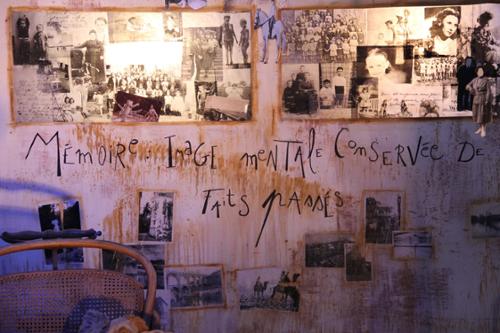 Mémoire : Image mentale Conservée De
Faits passés